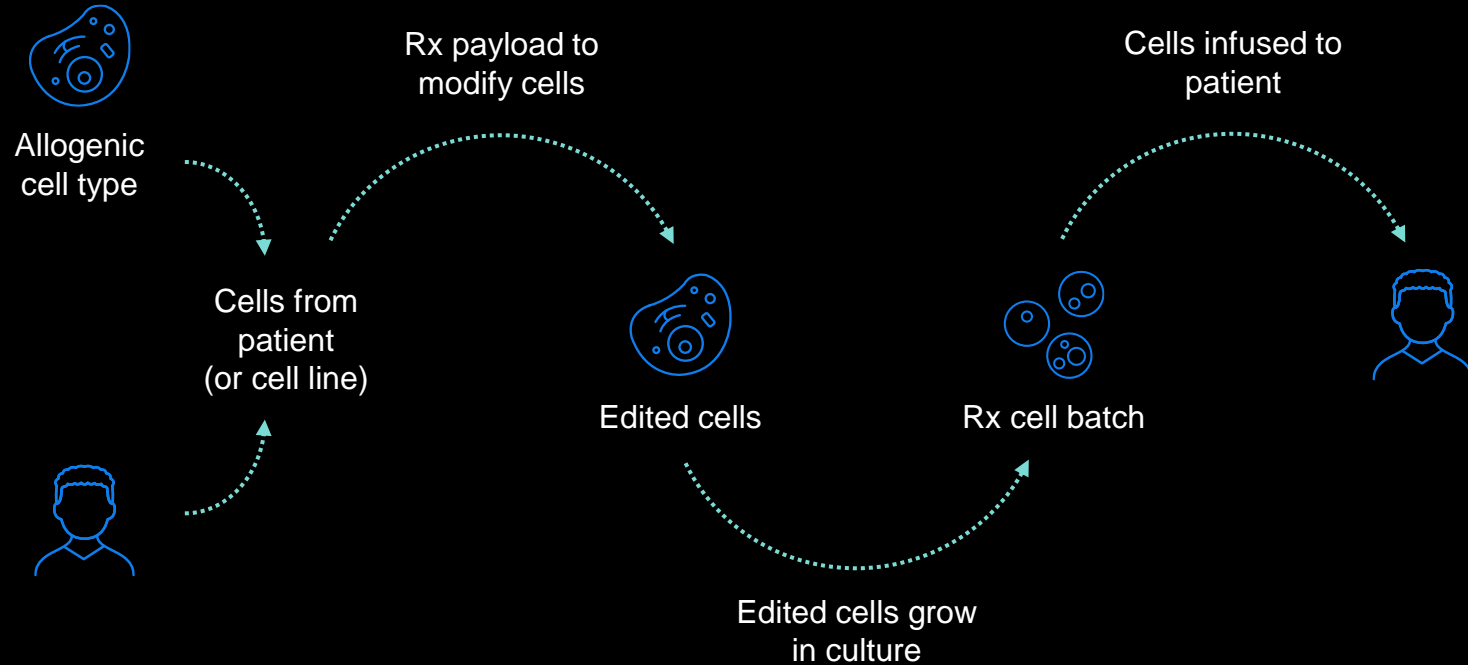 Allogenic
cell type
Cells from
patient
(or cell line)
Rx payload to
modify cells
Edited cells
Edited cells grow
in culture
Rx cell batch
Cells infused to
patient